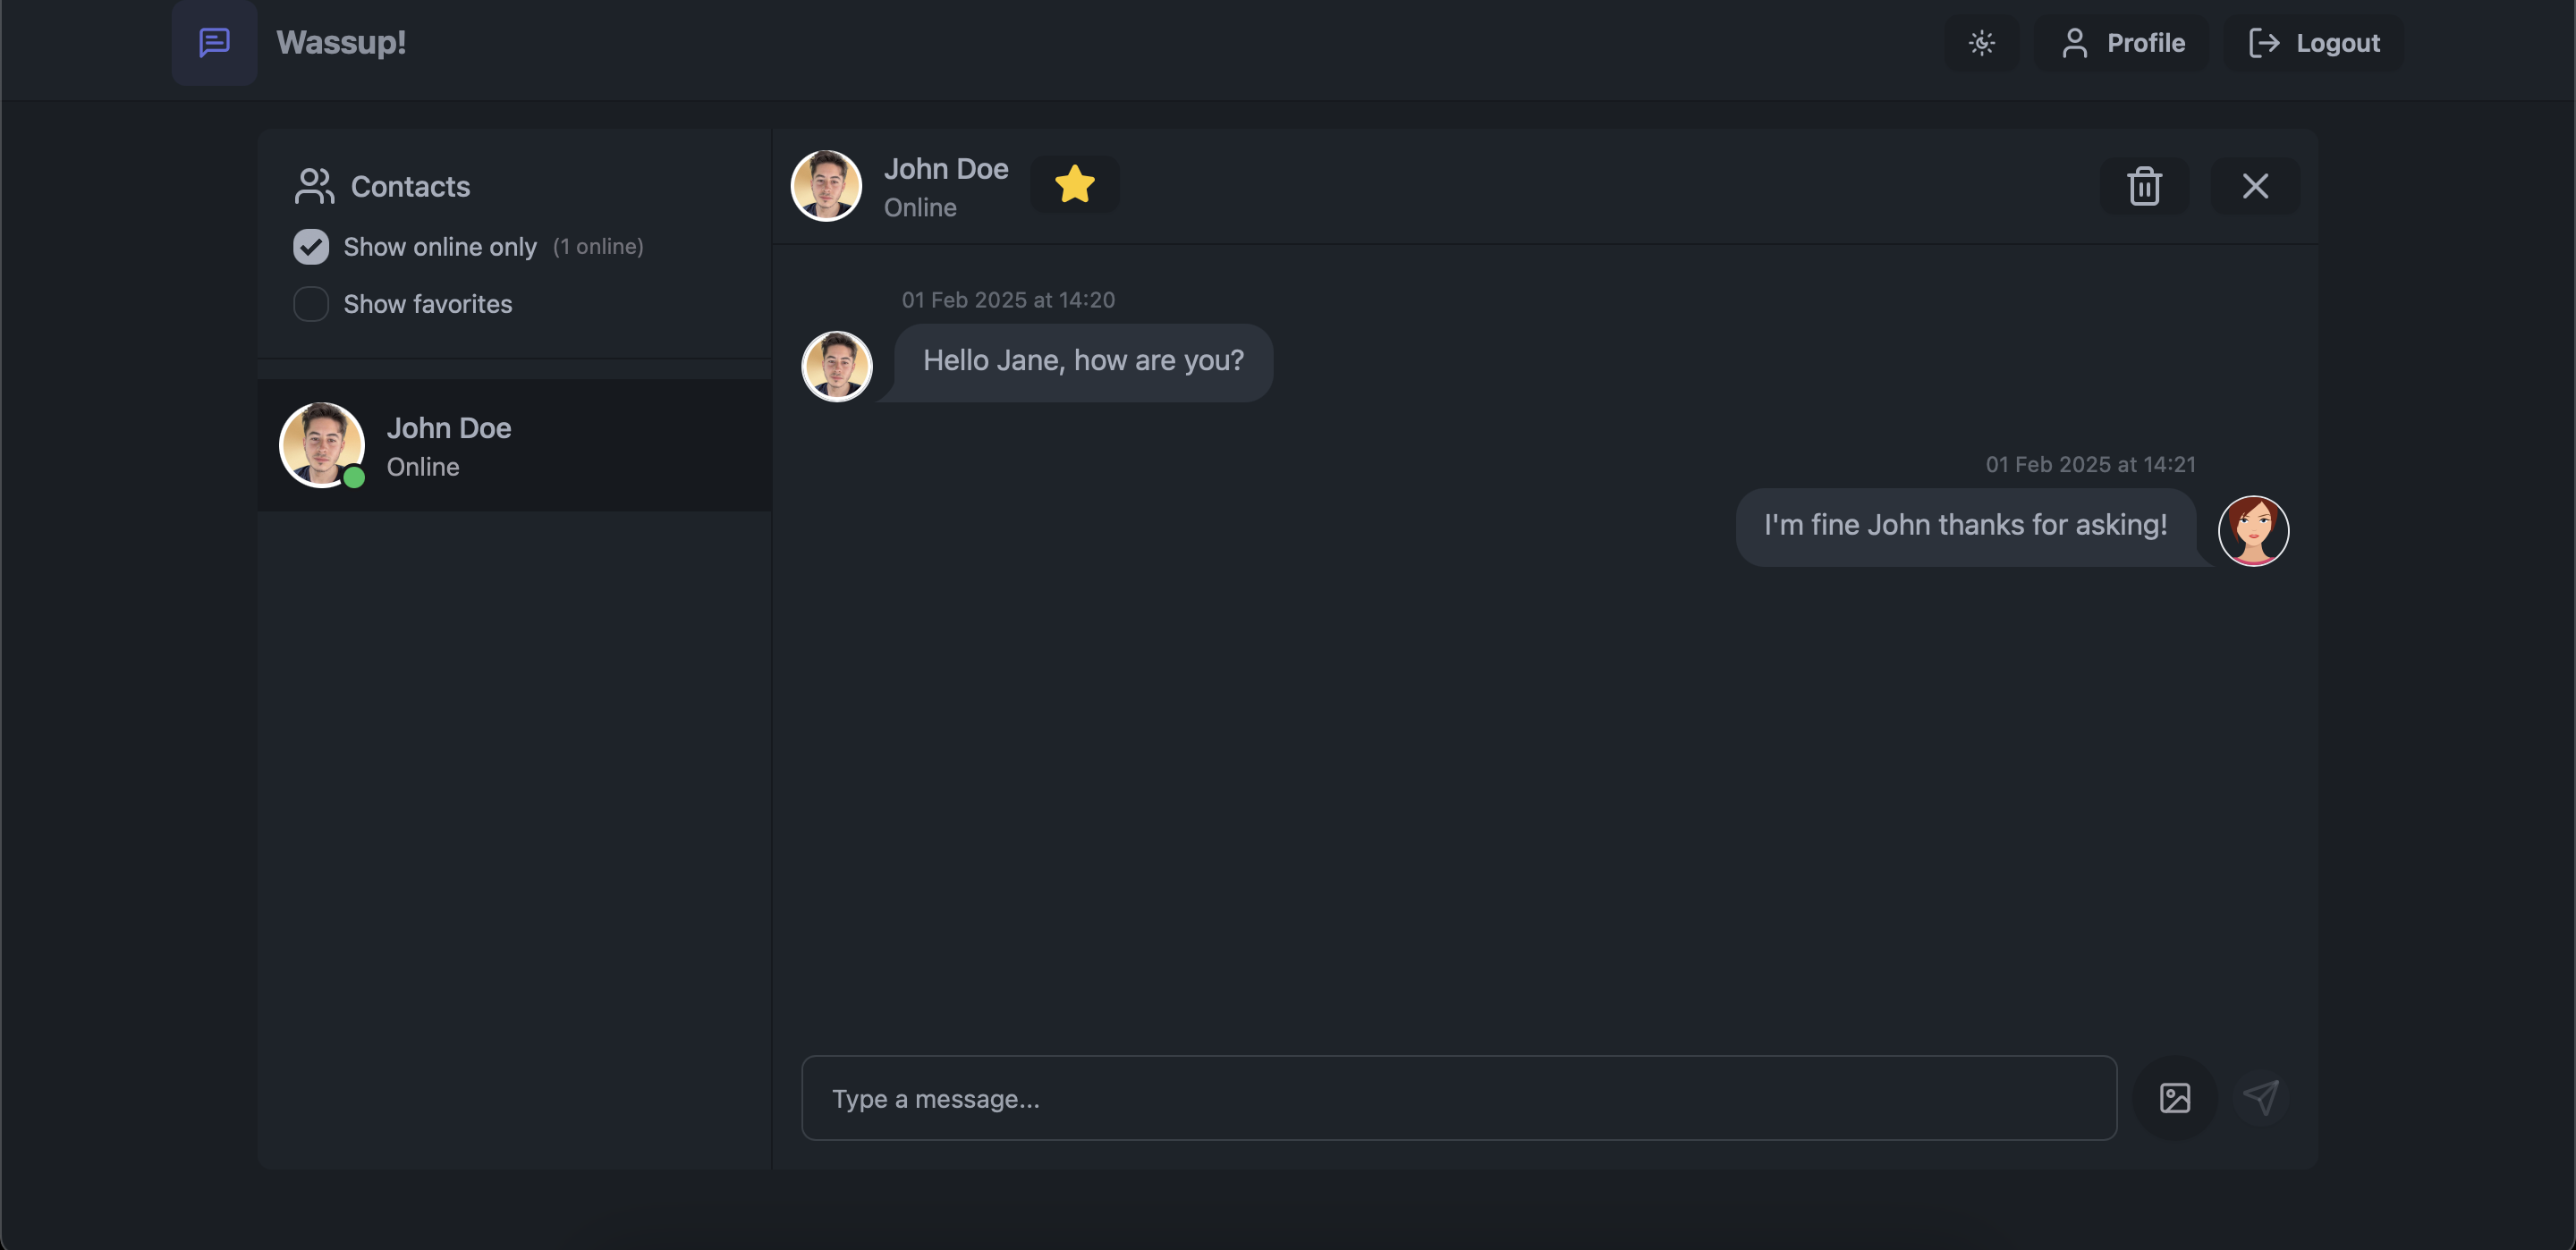 Wassup!
Profile
Logout
Contacts
Show online only (1 online)
Show favorites
John Doe
Online
John Doe
Online
01 Feb 2025 at 14:20
Hello Jane, how are you?
01 Feb 2025 at 14:21
I'm fine John thanks for asking!
Type a message...